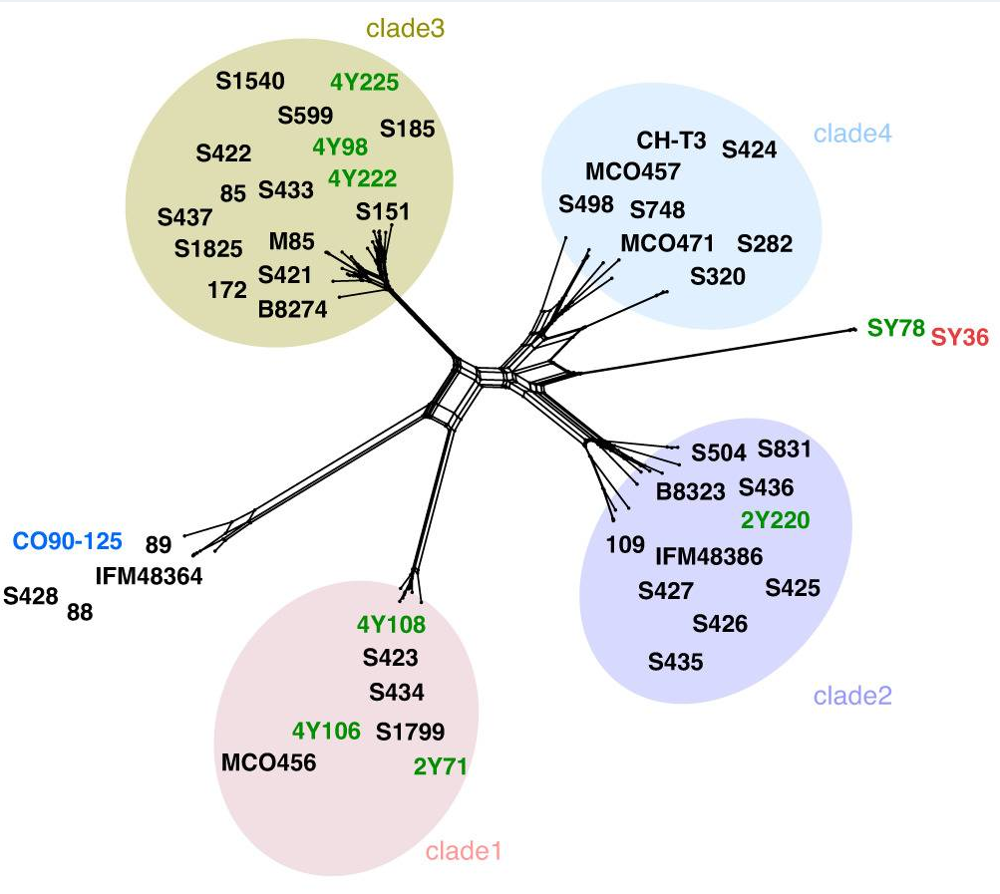 clade3
S1540
4Y225
S599
S185
4Y98
S422
4Y222
85
S433
S437
S151
S1825
M85
S421
172
B8274
clade4
CH-T3
S424
MCO457
S498
S748
MCO471
S282
S320
SY78
SY36
S504
S831
B8323
S436
2Y220
109
IFM48386
S427
S425
S426
S435
clade2
CO90-125
89
IFM48364
S428
88
4Y108
S423
S434
4Y106
S1799
MCO456
2Y71
clade1